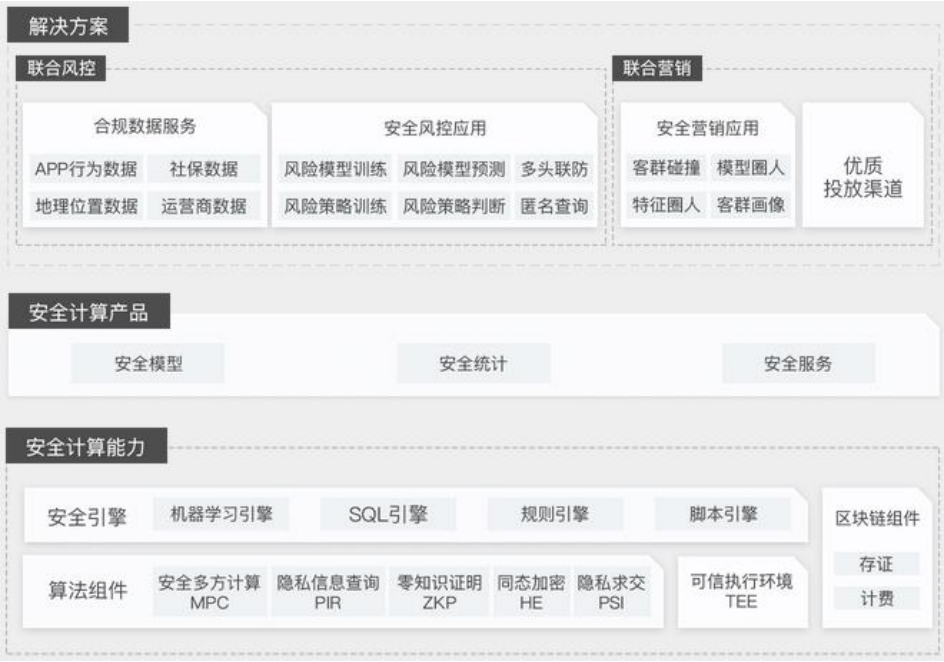 解决方案
联合风控
联合营销
合规数据服务
APP行为数据 社保数据
地理位置数据 运营商数据
安全风控应用
风险模型训练 风险模型预测 多头联防
风险策略训练 风险策略判断 匿名查询
安全营销应用
客群碰撞 模型圈人
特征圈人 客群画像
优质
投放渠道
安全计算产品
安全模型 安全统计 安全服务
安全计算能力
安全引擎 机器学习引擎 SQL引擎 规则引擎 脚本引擎
算法组件
安全多方计算
MPC
隐私信息查询
PIR
零知识证明
ZKP
同态加密
HE
隐私求交
PSI
可信执行环境
TEE
区块链组件
存证
计费